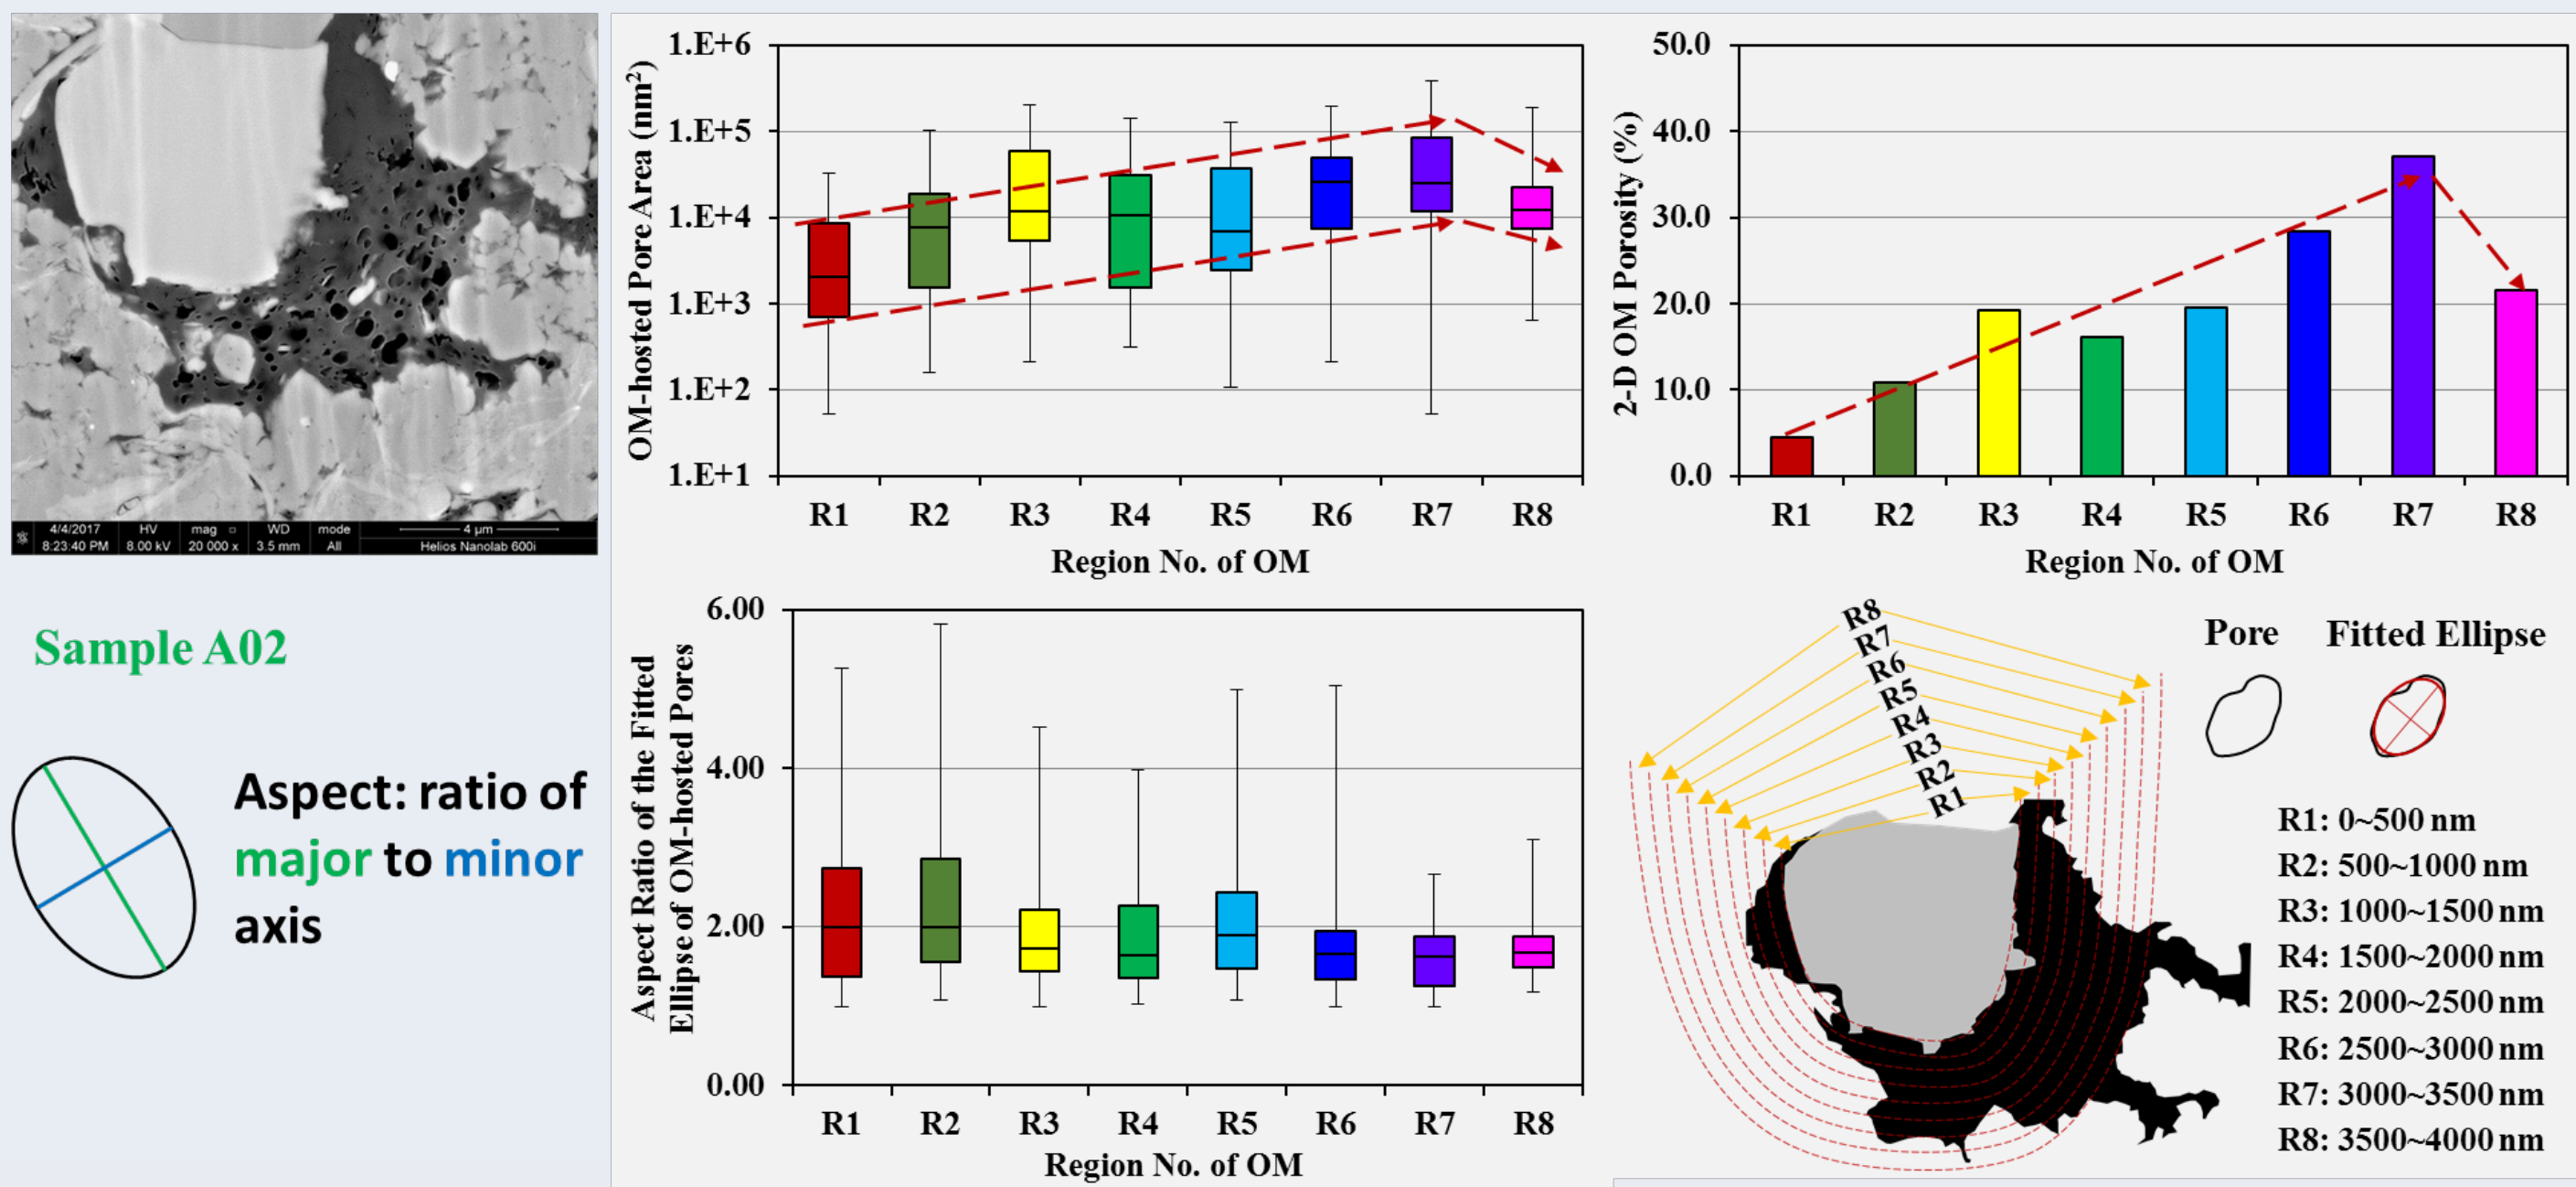 4/4/2017 HV mag □ WD mode 4 µm
8:23:40 PM 8.00 kV 20 000 x 3.5 mm All Helios Nanolab 600i
Sample A02
Aspect: ratio of
major to minor
axis
OM-hosted Pore Area (nm²)
1.E+6
1.E+5
1.E+4
1.E+3
1.E+2
1.E+1
R1 R2 R3 R4 R5 R6 R7 R8
Region No. of OM
2-D OM Porosity (%)
50.0
40.0
30.0
20.0
10.0
0.0
R1 R2 R3 R4 R5 R6 R7 R8
Region No. of OM
Aspect Ratio of the Fitted
Ellipse of OM-hosted Pores
6.00
4.00
2.00
0.00
R1 R2 R3 R4 R5 R6 R7 R8
Region No. of OM
R8
R7
R6
R5
R4
R3
R2
R1
Pore Fitted Ellipse
R1: 0~500 nm
R2: 500~1000 nm
R3: 1000~1500 nm
R4: 1500~2000 nm
R5: 2000~2500 nm
R6: 2500~3000 nm
R7: 3000~3500 nm
R8: 3500~4000 nm